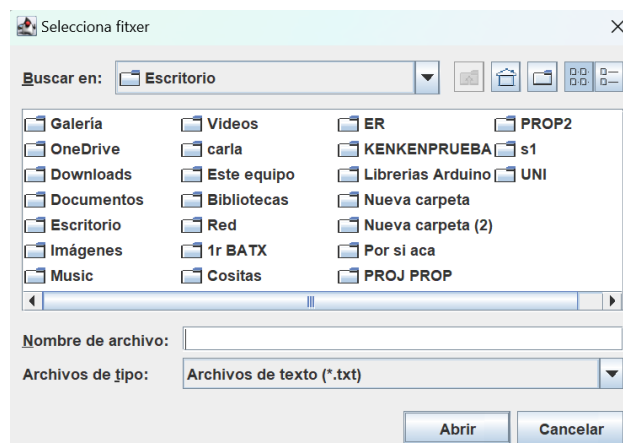 Selecciona fitxer
Buscar en: Escritorio
Galería Videos ER PROP2
OneDrive carla KENKENPRUEBA s1
Downloads Este equipo Librerias Arduino UNI
Documentos Bibliotecas Nueva carpeta
Escritorio Red Nueva carpeta (2)
Imágenes 1r BATX Por si aca
Music Cositas PROJ PROP
Nombre de archivo:
Archivos de tipo: Archivos de texto (*.txt)
Abrir Cancelar